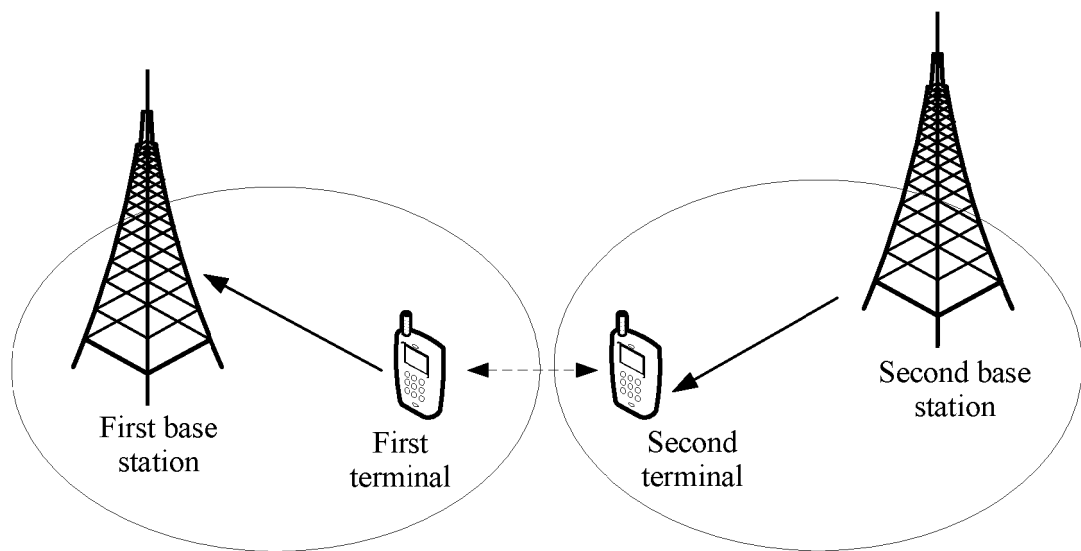 First base
station
First
terminal
Second
terminal
Second base
station